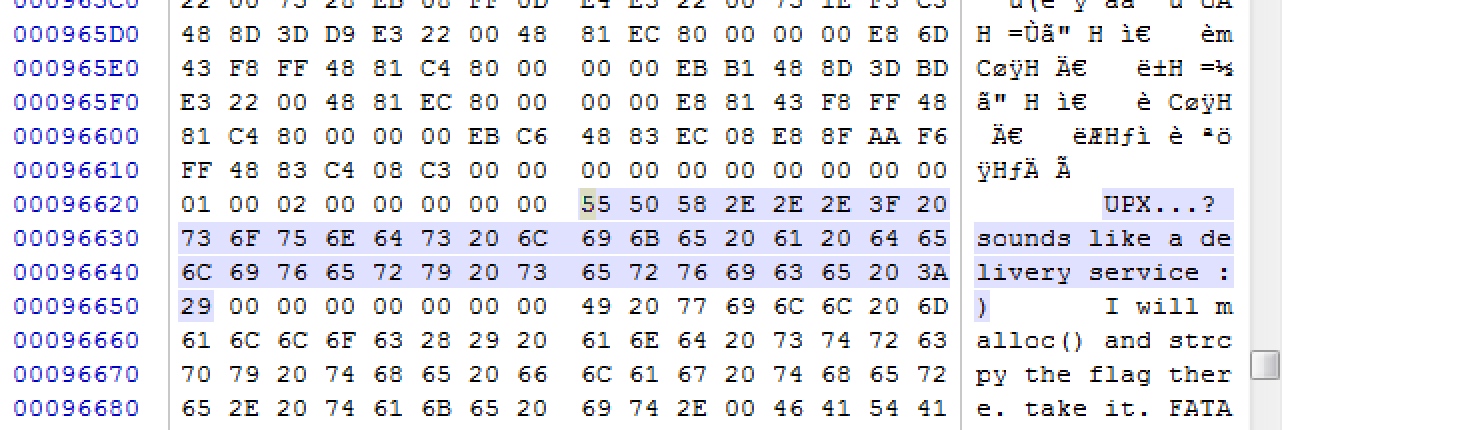 000965D0 48 8D 3D D9 E3 22 00 48 81 EC 80 00 00 00 E8 6D H =Ùã" H ì€ èm
000965E0 43 F8 FF 48 81 C4 80 00 00 00 EB B1 48 8D 3D BD CøÿH Ä€ ë±H =½
000965F0 E3 22 00 48 81 EC 80 00 00 00 E8 81 43 F8 FF 48 ã" H ì€ è CøÿH
00096600 81 C4 80 00 00 00 EB C6 48 83 EC 08 E8 8F AA F6 Ä€ ëÆHƒì è ªö
00096610 FF 48 83 C4 08 C3 00 00 00 00 00 00 00 00 00 00 ÿHƒÄ Ã
00096620 01 00 02 00 00 00 00 00 55 50 58 2E 2E 2E 3F 20 UPX...?
00096630 73 6F 75 6E 64 73 20 6C 69 6B 65 20 61 20 64 65 sounds like a de
00096640 6C 69 76 65 72 79 20 73 65 72 76 69 63 65 20 3A livery service :
00096650 29 00 00 00 00 00 00 00 49 20 77 69 6C 6C 20 6D ) I will m
00096660 61 6C 6C 6F 63 28 29 20 61 6E 64 20 73 74 72 63 alloc() and strc
00096670 70 79 20 74 68 65 20 66 6C 61 67 20 74 68 65 72 py the flag ther
00096680 65 2E 20 74 61 6B 65 20 69 74 2E 00 46 41 54 41 e. take it. FATA